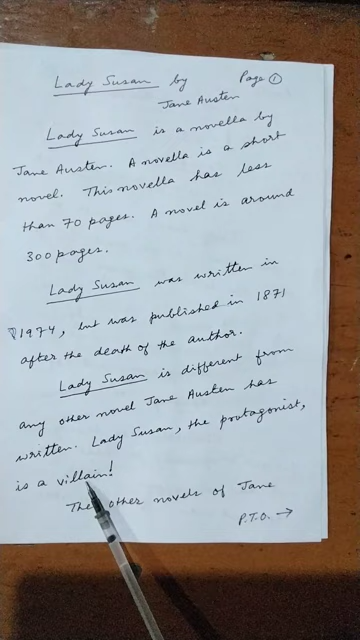 Lady Susan by Page 1
Jane Austen
Lady Susan is a novella by
Jane Austen. A novella is a short
novel. This novella has less
than 70 pages. A novel is around
300 pages.
Lady Susan was written in
1974, but was published in 1871
after the death of the author.
Lady Susan is different from
any other novel Jane Austen has
written. Lady Susan, the protagonist,
is a villain!
The other novels of Jane
P.T.O. →